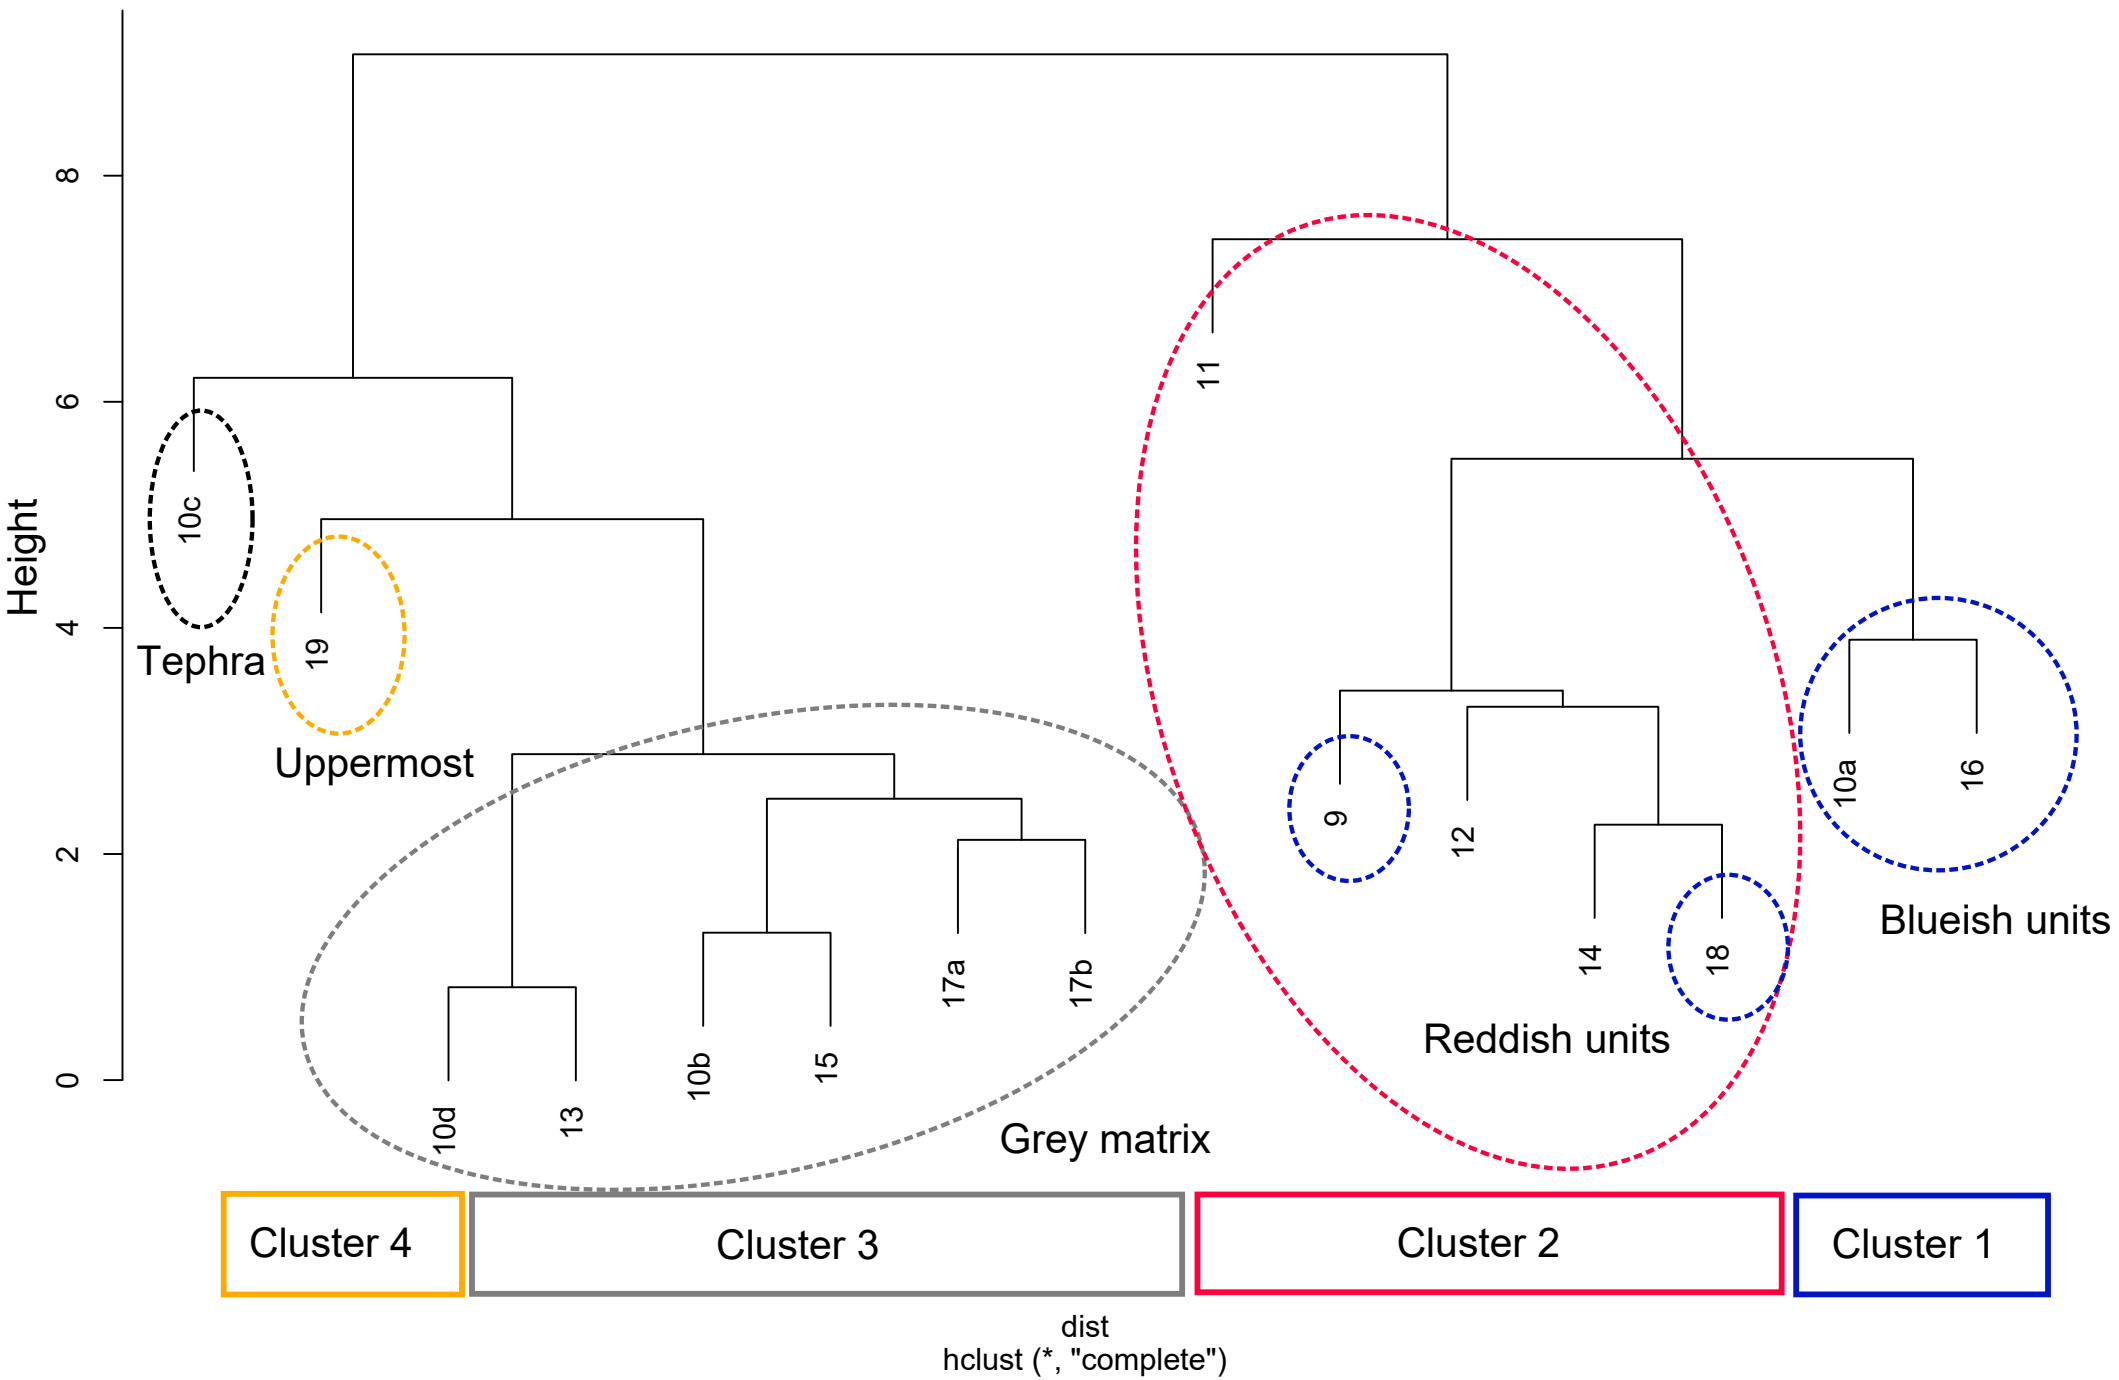 Height
8
6
4
2
0
11
10c
19
Tephra
Uppermost
9
12
10a
16
14
18
Blueish units
17a
17b
Reddish units
10b
15
10d
13
Grey matrix
Cluster 4
Cluster 3
Cluster 2
Cluster 1
dist
hclust (*, "complete")